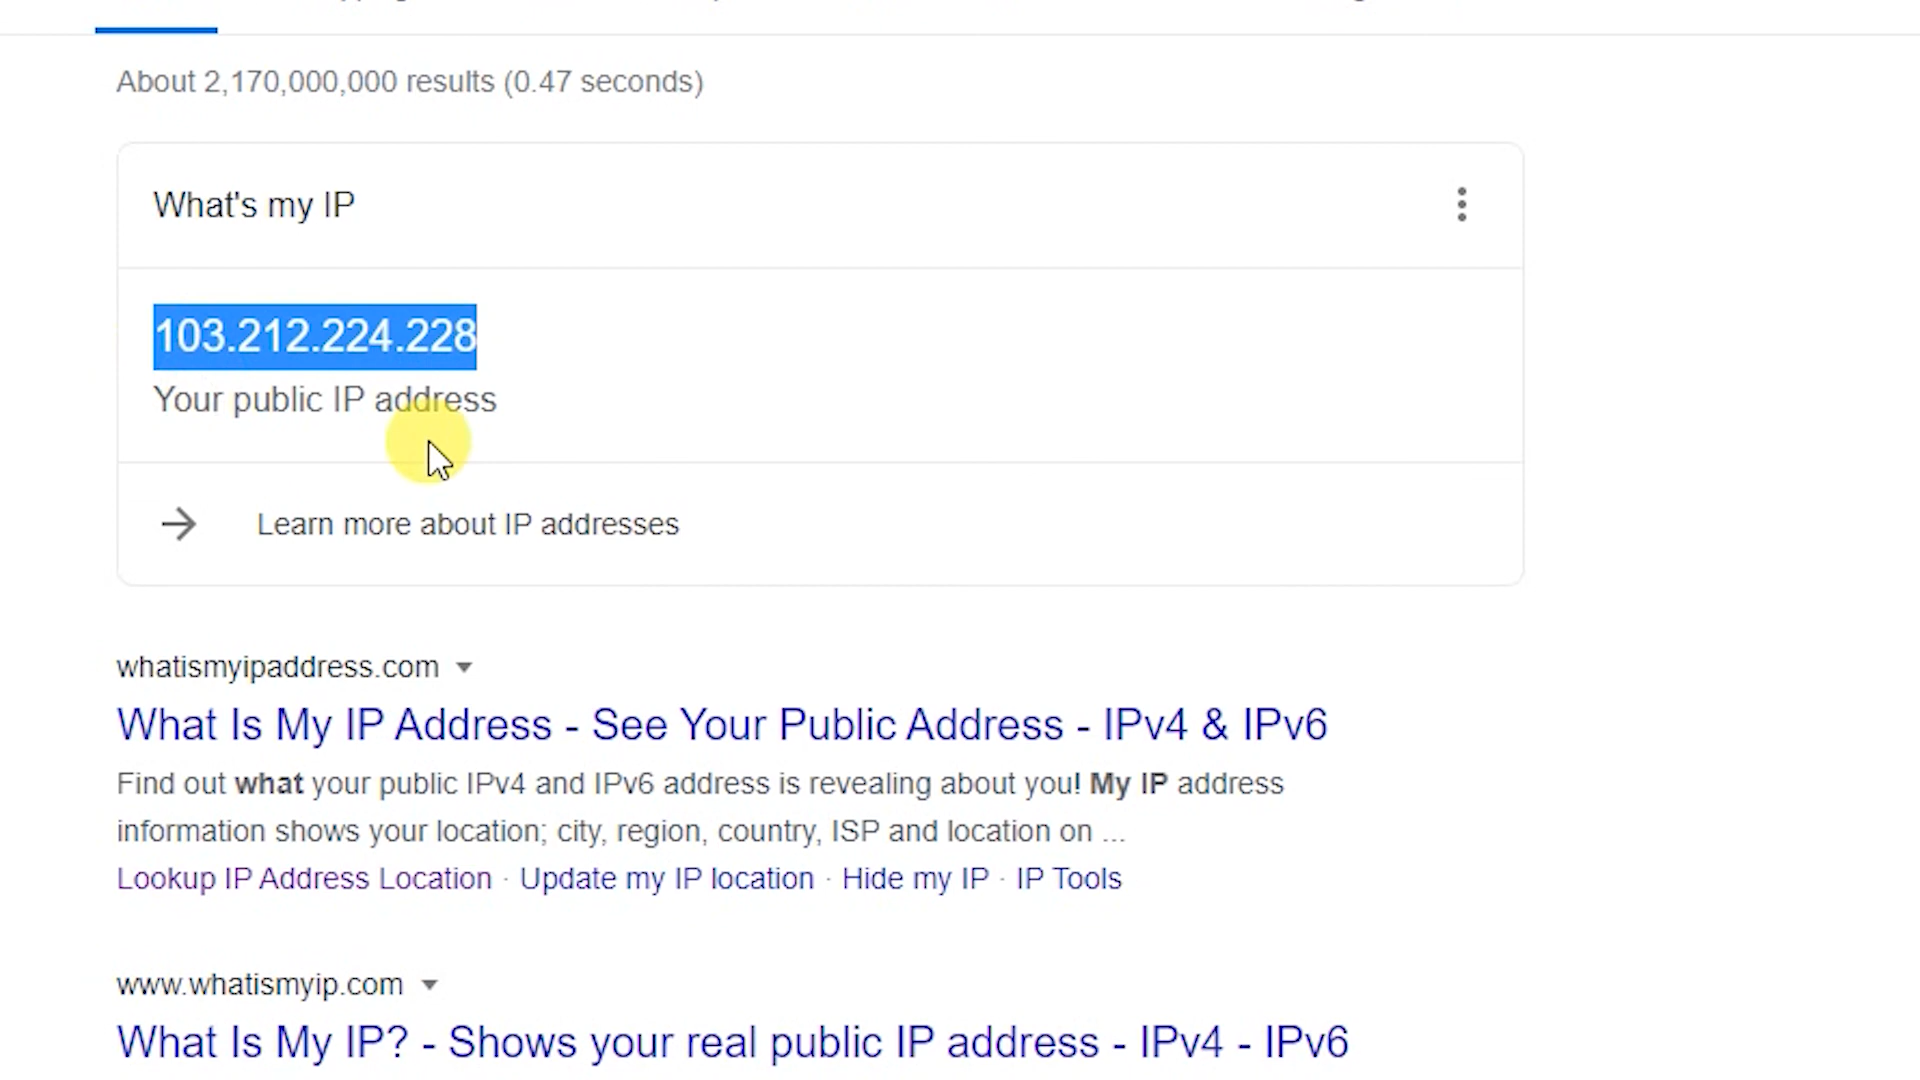 About 2,170,000,000 results (0.47 seconds)
What's my IP
103.212.224.228
Your public IP address
Learn more about IP addresses
whatismyipaddress.com
What Is My IP Address - See Your Public Address - IPv4 & IPv6
Find out what your public IPv4 and IPv6 address is revealing about you! My IP address
information shows your location; city, region, country, ISP and location on ...
Lookup IP Address Location · Update my IP location · Hide my IP · IP Tools
www.whatismyip.com
What Is My IP? - Shows your real public IP address - IPv4 - IPv6